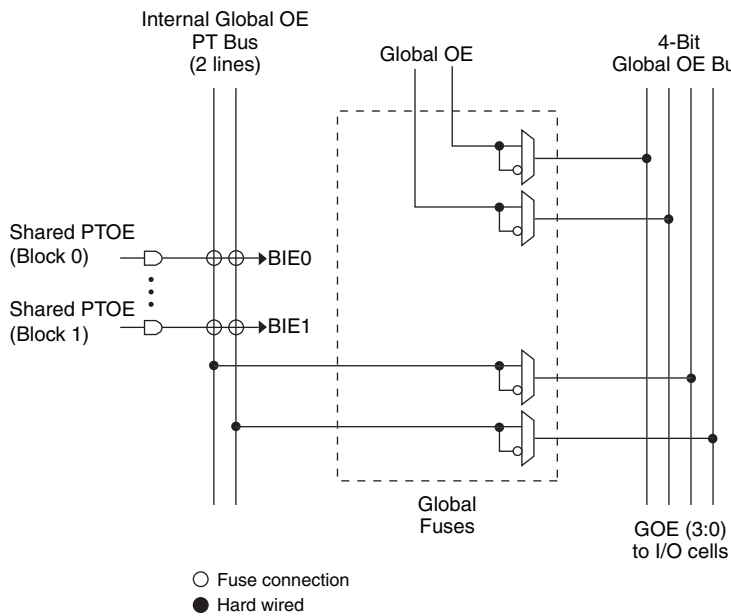 Internal Global OE
PT Bus
(2 lines)
Global OE
4-Bit
Global OE Bu
Shared PTOE
(Block 0)
BIE0
Shared PTOE
(Block 1)
BIE1
Global
Fuses
GOE (3:0)
to I/O cells
Fuse connection
Hard wired